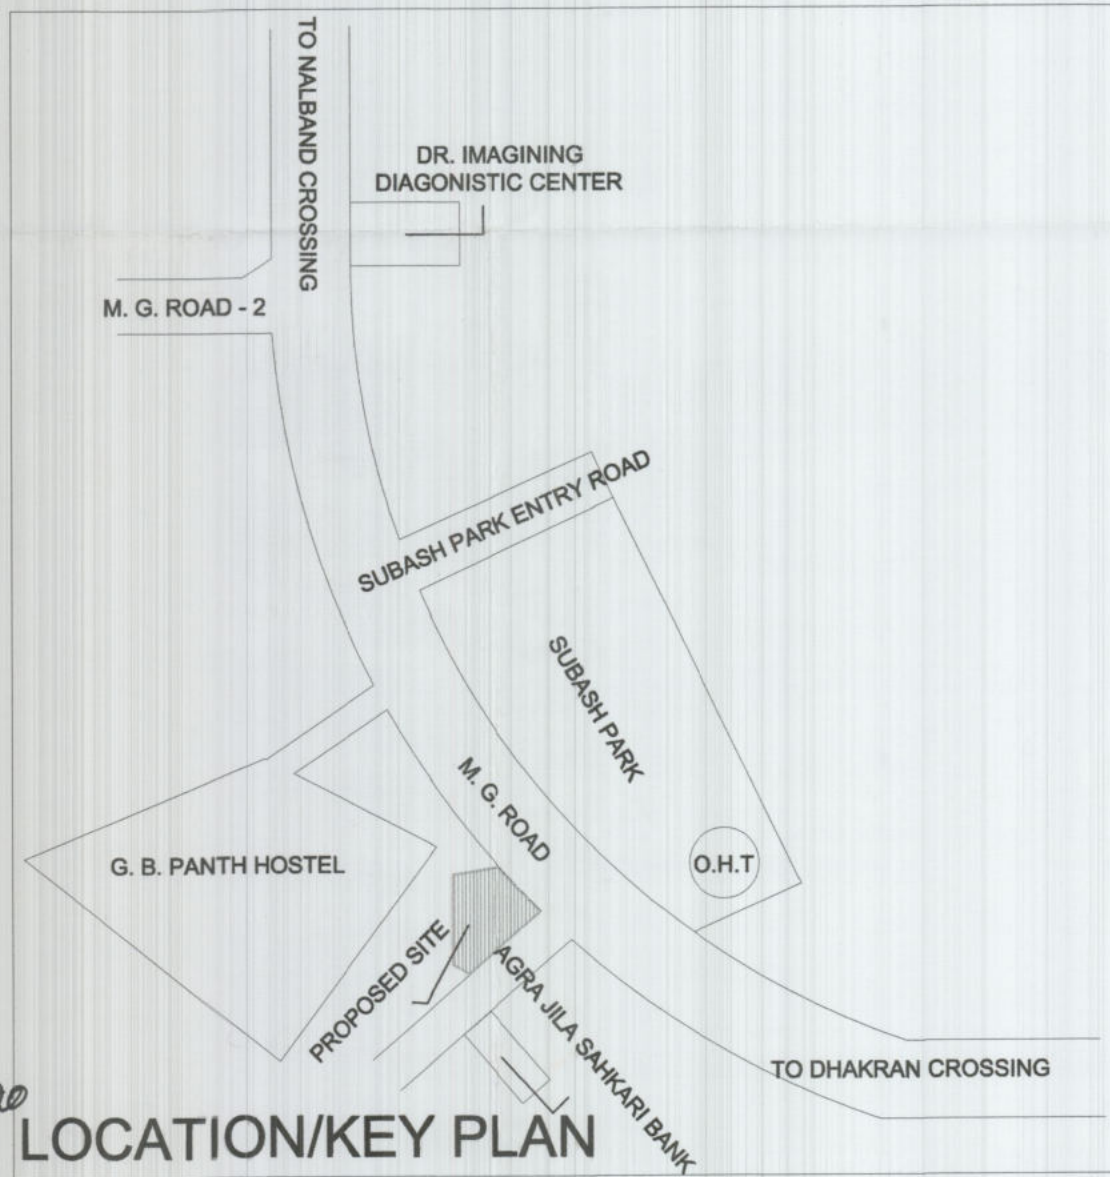 TO NALBAND CROSSING
DR. IMAGINING
DIAGONISTIC CENTER
M. G. ROAD - 2
SUBASH PARK ENTRY ROAD
SUBASH PARK
M. G. ROAD
O.H.T
G. B. PANTH HOSTEL
PROPOSED SITE
AGRA JILA SAHKARI BANK
TO DHAKRAN CROSSING
LOCATION/KEY PLAN